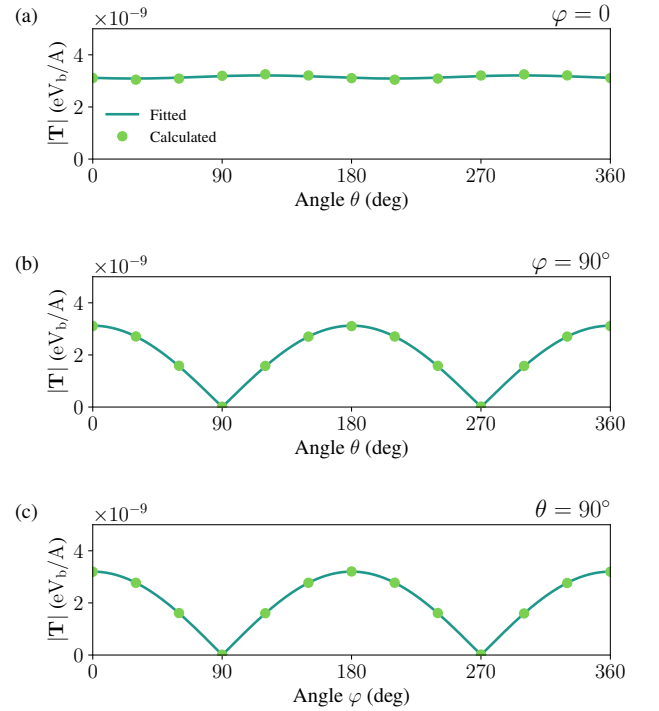 (a)
×10⁻⁹
φ = 0
|T| (eV_b/A)
4
2
0
Fitted
Calculated
0 90 180 270 360
Angle θ (deg)
(b)
×10⁻⁹
φ = 90°
|T| (eV_b/A)
4
2
0
0 90 180 270 360
Angle θ (deg)
(c)
×10⁻⁹
θ = 90°
|T| (eV_b/A)
4
2
0
0 90 180 270 360
Angle φ (deg)